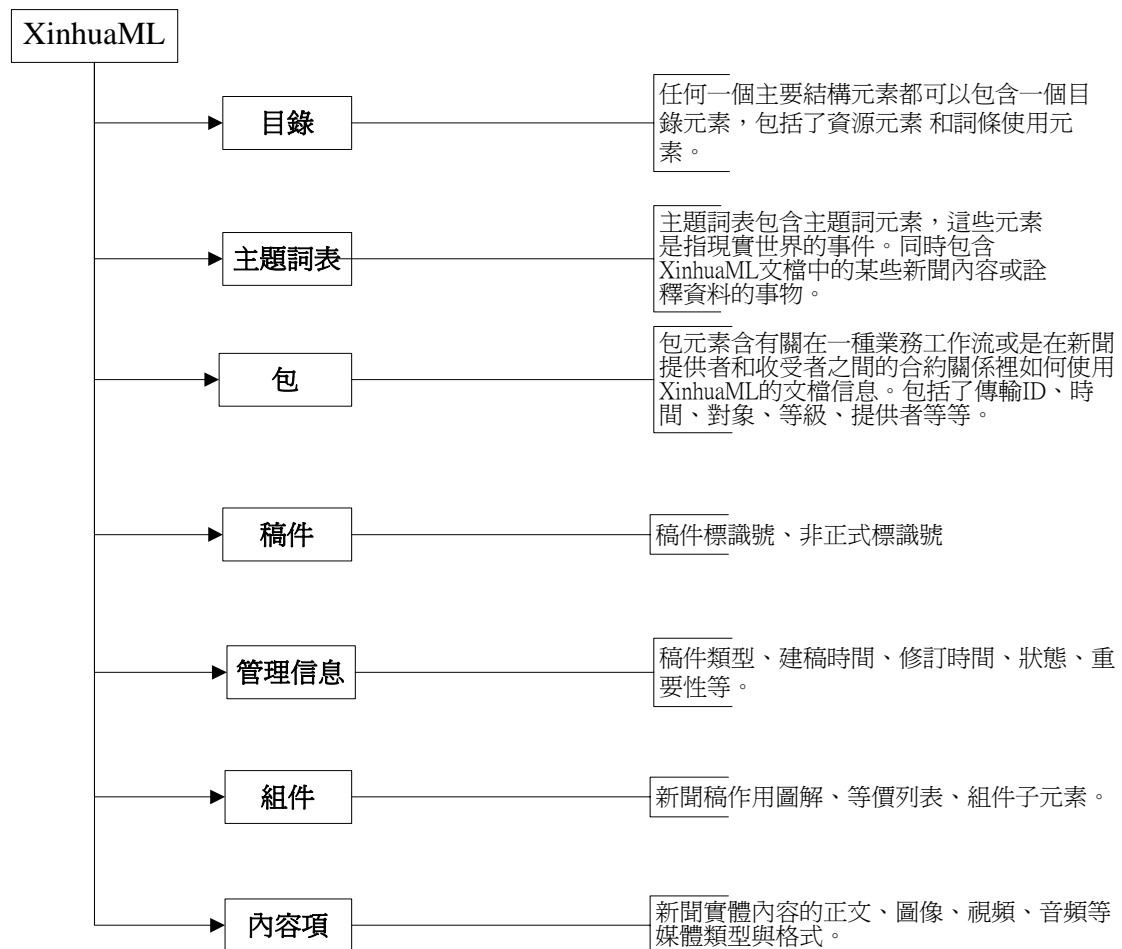 XinhuaML
目錄
任何一個主要結構元素都可以包含一個目
錄元素，包括了資源元素 和詞條使用元
素。
主題詞表
主題詞表包含主題詞元素，這些元素
是指現實世界的事件。同時包含
XinhuaML文檔中的某些新聞內容或詮
釋資料的事物。
包
包元素含有關在一種業務工作流或是在新聞
提供者和收受者之間的合約關係裡如何使用
XinhuaML的文檔信息。包括了傳輸ID、時
間、對象、等級、提供者等等。
稿件
稿件標識號、非正式標識號
管理信息
稿件類型、建稿時間、修訂時間、狀態、重
要性等。
組件
新聞稿作用圖解、等價列表、組件子元素。
內容項
新聞實體內容的正文、圖像、視頻、音頻等
媒體類型與格式。